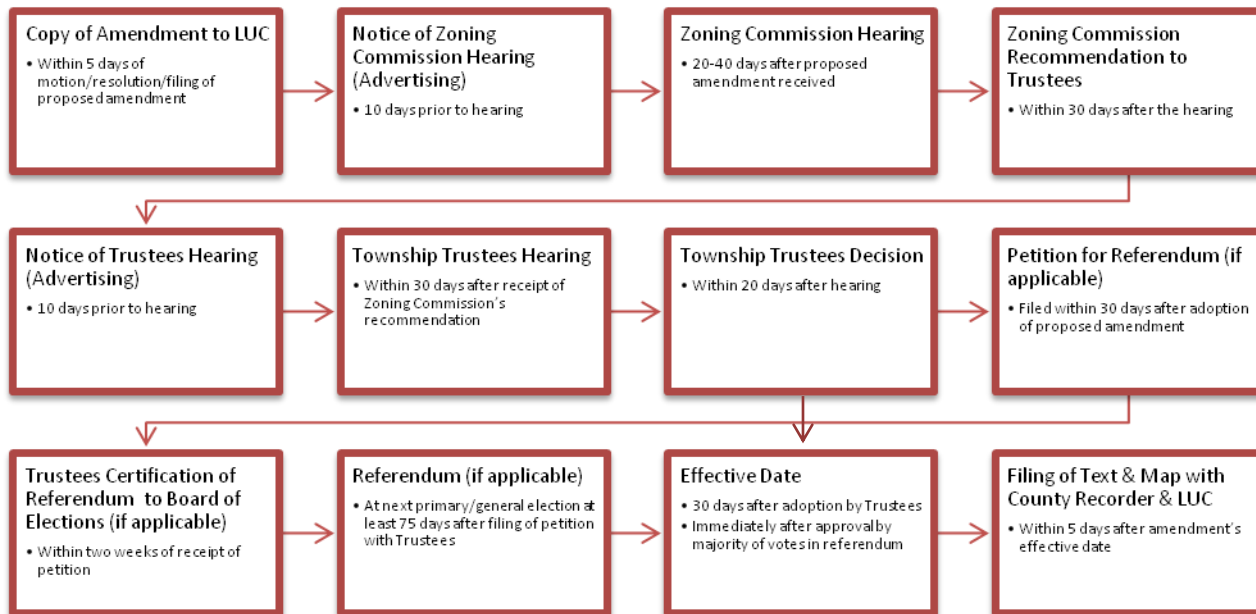 Copy of Amendment to LUC
• Within 5 days of
motion/resolution/filing of
proposed amendment
Notice of Zoning
Commission Hearing
(Advertising)
• 10 days prior to hearing
Zoning Commission Hearing
• 20-40 days after proposed
amendment received
Zoning Commission
Recommendation to
Trustees
• Within 30 days after the hearing
Notice of Trustees Hearing
(Advertising)
• 10 days prior to hearing
Township Trustees Hearing
• Within 30 days after receipt of
Zoning Commission's
recommendation
Township Trustees Decision
• Within 20 days after hearing
Petition for Referendum (if
applicable)
• Filed within 30 days after adoption
of proposed amendment
Trustees Certification of
Referendum to Board of
Elections (if applicable)
• Within two weeks of receipt of
petition
Referendum (if applicable)
• At next primary/general election at
least 75 days after filing of petition
with Trustees
Effective Date
• 30 days after adoption by Trustees
• Immediately after approval by
majority of votes in referendum
Filing of Text & Map with
County Recorder & LUC
• Within 5 days after amendment's
effective date